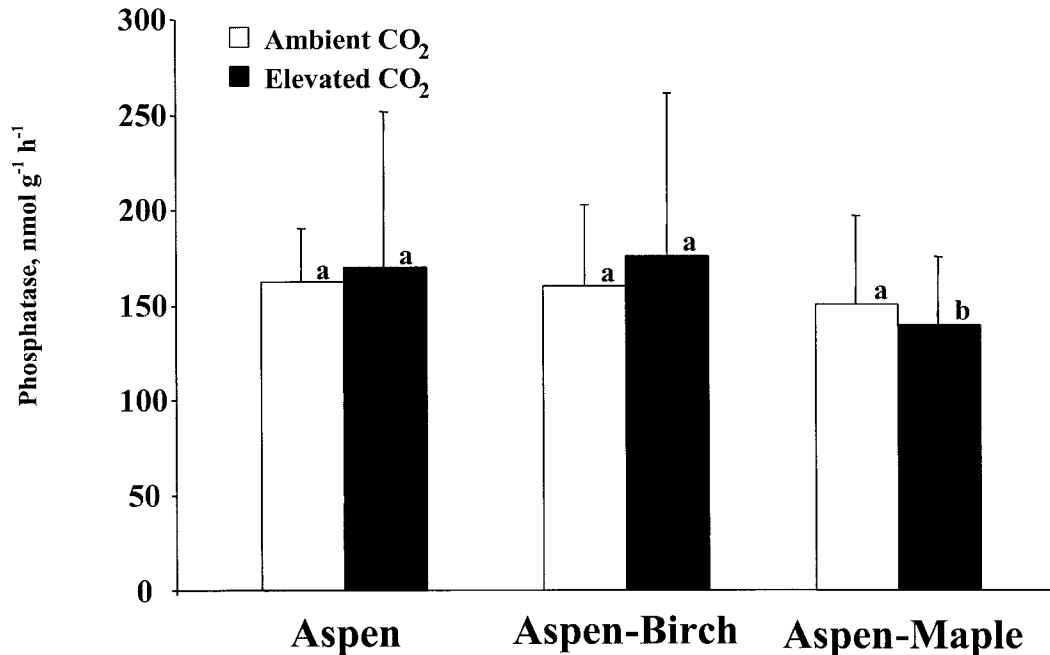 300
250
200
150
100
50
0
Phosphatase, nmol g⁻¹ h⁻¹
Ambient CO₂
Elevated CO₂
a
a
a
a
a
b
Aspen
Aspen-Birch
Aspen-Maple